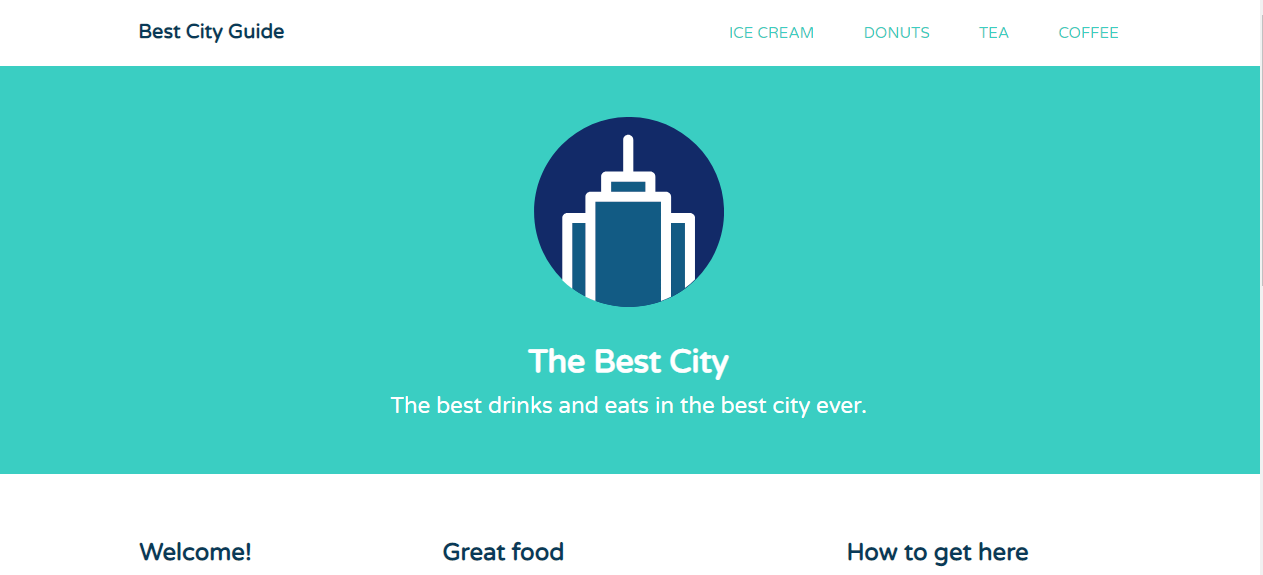 Best City Guide ICE CREAM DONUTS TEA COFFEE
The Best City
The best drinks and eats in the best city ever.
Welcome! Great food How to get here